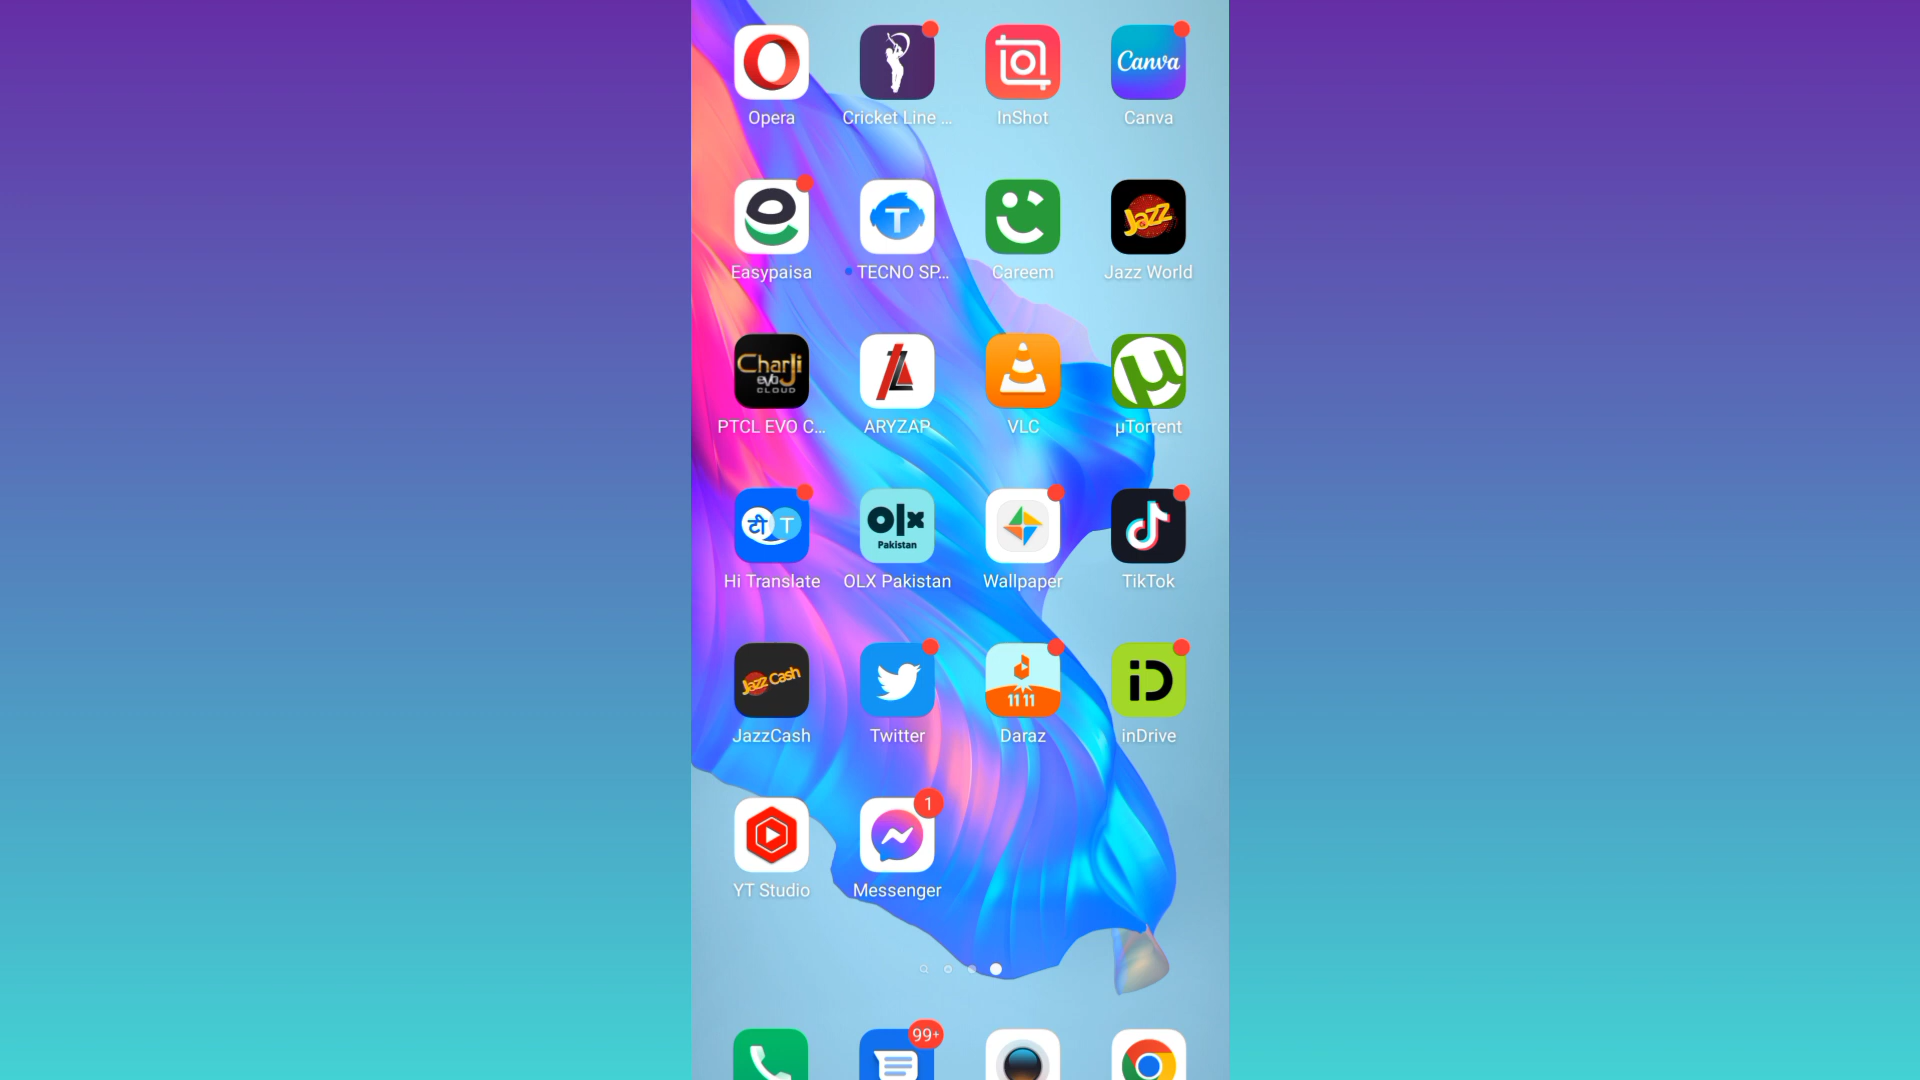 Canva
Opera
Cricket Line ...
InShot
Canva
T
Jazz
Easypaisa
TECNO SP...
Careem
Jazz World
CharJi
evo
CLOUD
PTCL EVO C...
ARYZAP
VLC
µTorrent
टी T
olx
Pakistan
Hi Translate
OLX Pakistan
Wallpaper
TikTok
Jazz Cash
11 11
iD
JazzCash
Twitter
Daraz
inDrive
1
YT Studio
Messenger
99+